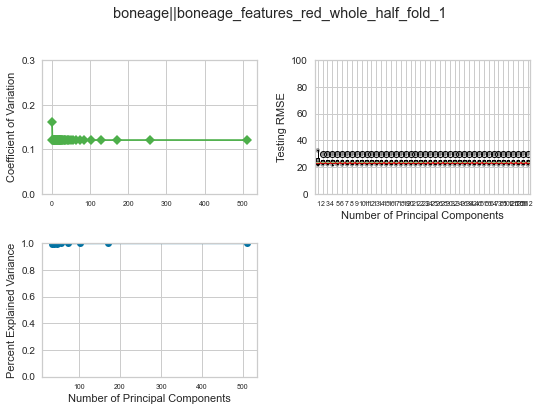 boneage||boneage_features_red_whole_half_fold_1
Coefficient of Variation
0.3
0.2
0.1
0.0
0 100 200 300 400 500
Testing RMSE
100
80
60
40
20
0
Number of Principal Components
Percent Explained Variance
1.0
0.8
0.6
0.4
0.2
0.0
100 200 300 400 500
Number of Principal Components